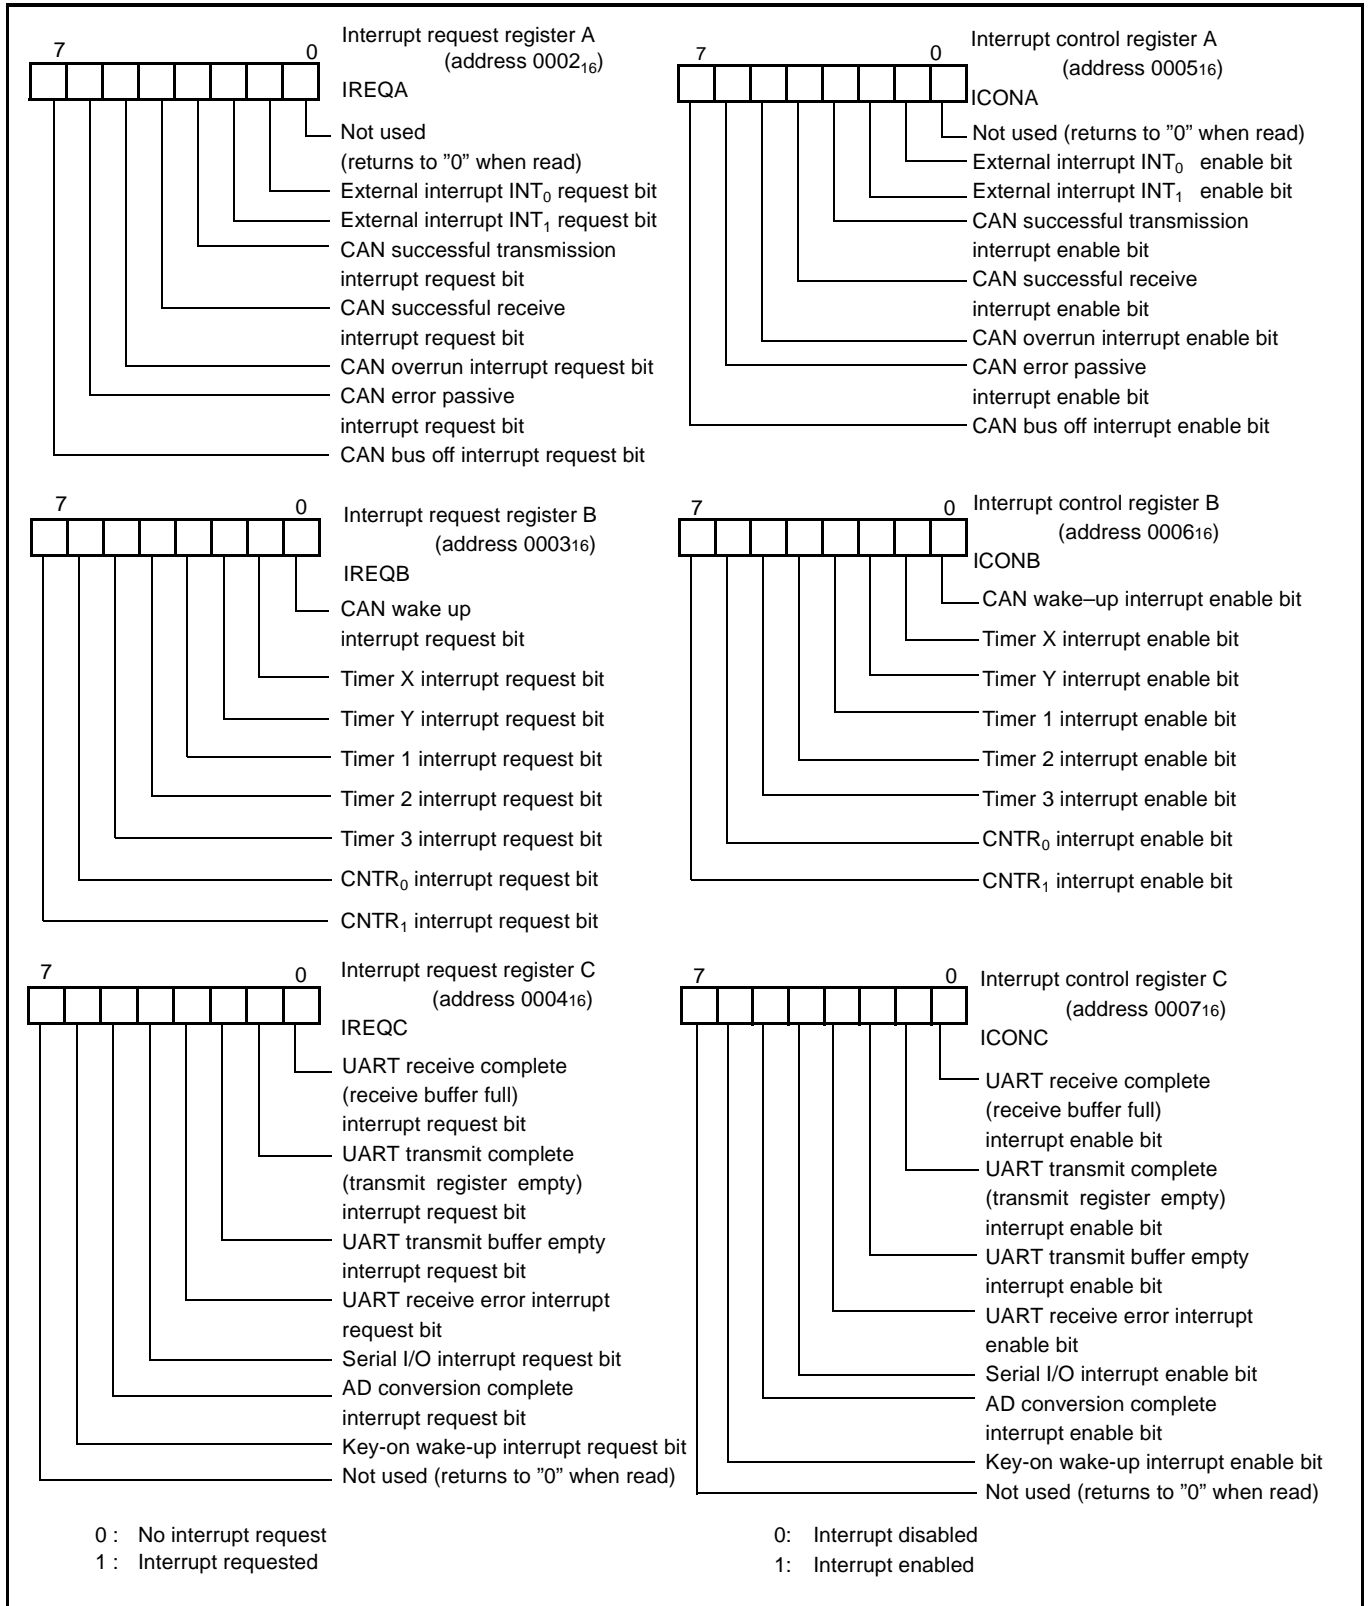 7
0
Interrupt request register A
(address 0002₁₆)
IREQA
Not used
(returns to ”0” when read)
External interrupt INT₀ request bit
External interrupt INT₁ request bit
CAN successful transmission
interrupt request bit
CAN successful receive
interrupt request bit
CAN overrun interrupt request bit
CAN error passive
interrupt request bit
CAN bus off interrupt request bit
7
0
Interrupt control register A
(address 0005₁₆)
ICONA
Not used (returns to ”0” when read)
External interrupt INT₀ enable bit
External interrupt INT₁ enable bit
CAN successful transmission
interrupt enable bit
CAN successful receive
interrupt enable bit
CAN overrun interrupt enable bit
CAN error passive
interrupt enable bit
CAN bus off interrupt enable bit
7
0
Interrupt request register B
(address 0003₁₆)
IREQB
CAN wake up
interrupt request bit
Timer X interrupt request bit
Timer Y interrupt request bit
Timer 1 interrupt request bit
Timer 2 interrupt request bit
Timer 3 interrupt request bit
CNTR₀ interrupt request bit
CNTR₁ interrupt request bit
7
0
Interrupt control register B
(address 0006₁₆)
ICONB
CAN wake–up interrupt enable bit
Timer X interrupt enable bit
Timer Y interrupt enable bit
Timer 1 interrupt enable bit
Timer 2 interrupt enable bit
Timer 3 interrupt enable bit
CNTR₀ interrupt enable bit
CNTR₁ interrupt enable bit
7
0
Interrupt request register C
(address 0004₁₆)
IREQC
UART receive complete
(receive buffer full)
interrupt request bit
UART transmit complete
(transmit register empty)
interrupt request bit
UART transmit buffer empty
interrupt request bit
UART receive error interrupt
request bit
Serial I/O interrupt request bit
AD conversion complete
interrupt request bit
Key-on wake-up interrupt request bit
Not used (returns to ”0” when read)
0 : No interrupt request
1 : Interrupt requested
7
0
Interrupt control register C
(address 0007₁₆)
ICONC
UART receive complete
(receive buffer full)
interrupt enable bit
UART transmit complete
(transmit register empty)
interrupt enable bit
UART transmit buffer empty
interrupt enable bit
UART receive error interrupt
enable bit
Serial I/O interrupt enable bit
AD conversion complete
interrupt enable bit
Key-on wake-up interrupt enable bit
Not used (returns to ”0” when read)
0: Interrupt disabled
1: Interrupt enabled